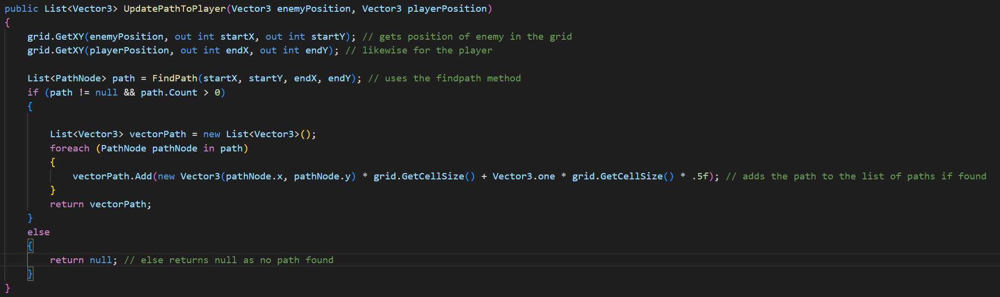 public List<Vector3> UpdatePathToPlayer(Vector3 enemyPosition, Vector3 playerPosition)
{
    grid.GetXY(enemyPosition, out int startX, out int startY); // gets position of enemy in the grid
    grid.GetXY(playerPosition, out int endX, out int endY); // likewise for the player

    List<PathNode> path = FindPath(startX, startY, endX, endY); // uses the findpath method
    if (path != null && path.Count > 0)
    {

        List<Vector3> vectorPath = new List<Vector3>();
        foreach (PathNode pathNode in path)
        {
            vectorPath.Add(new Vector3(pathNode.x, pathNode.y) * grid.GetCellSize() + Vector3.one * grid.GetCellSize() * .5f); // adds the path to the list of paths if found
        }
        return vectorPath;
    }
    else
    {
        return null; // else returns null as no path found
    }
}